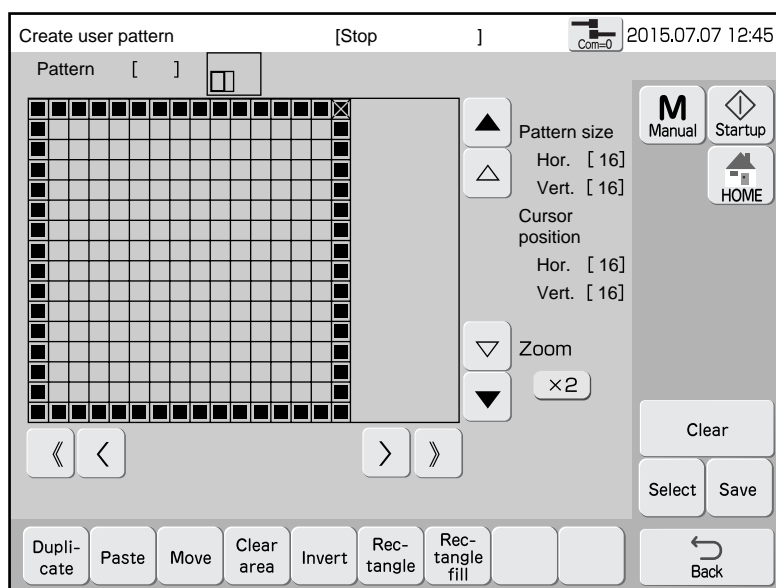 Create user pattern [Stop ] Com=0 2015.07.07 12:45
Pattern [ ]
M
Manual
Startup
HOME
Pattern size
Hor. [ 16]
Vert. [ 16]
Cursor
position
Hor. [ 16]
Vert. [ 16]
Zoom
×2
Clear
Select
Save
Dupli-
cate
Paste
Move
Clear
area
Invert
Rec-
tangle
Rec-
tangle
fill
Back